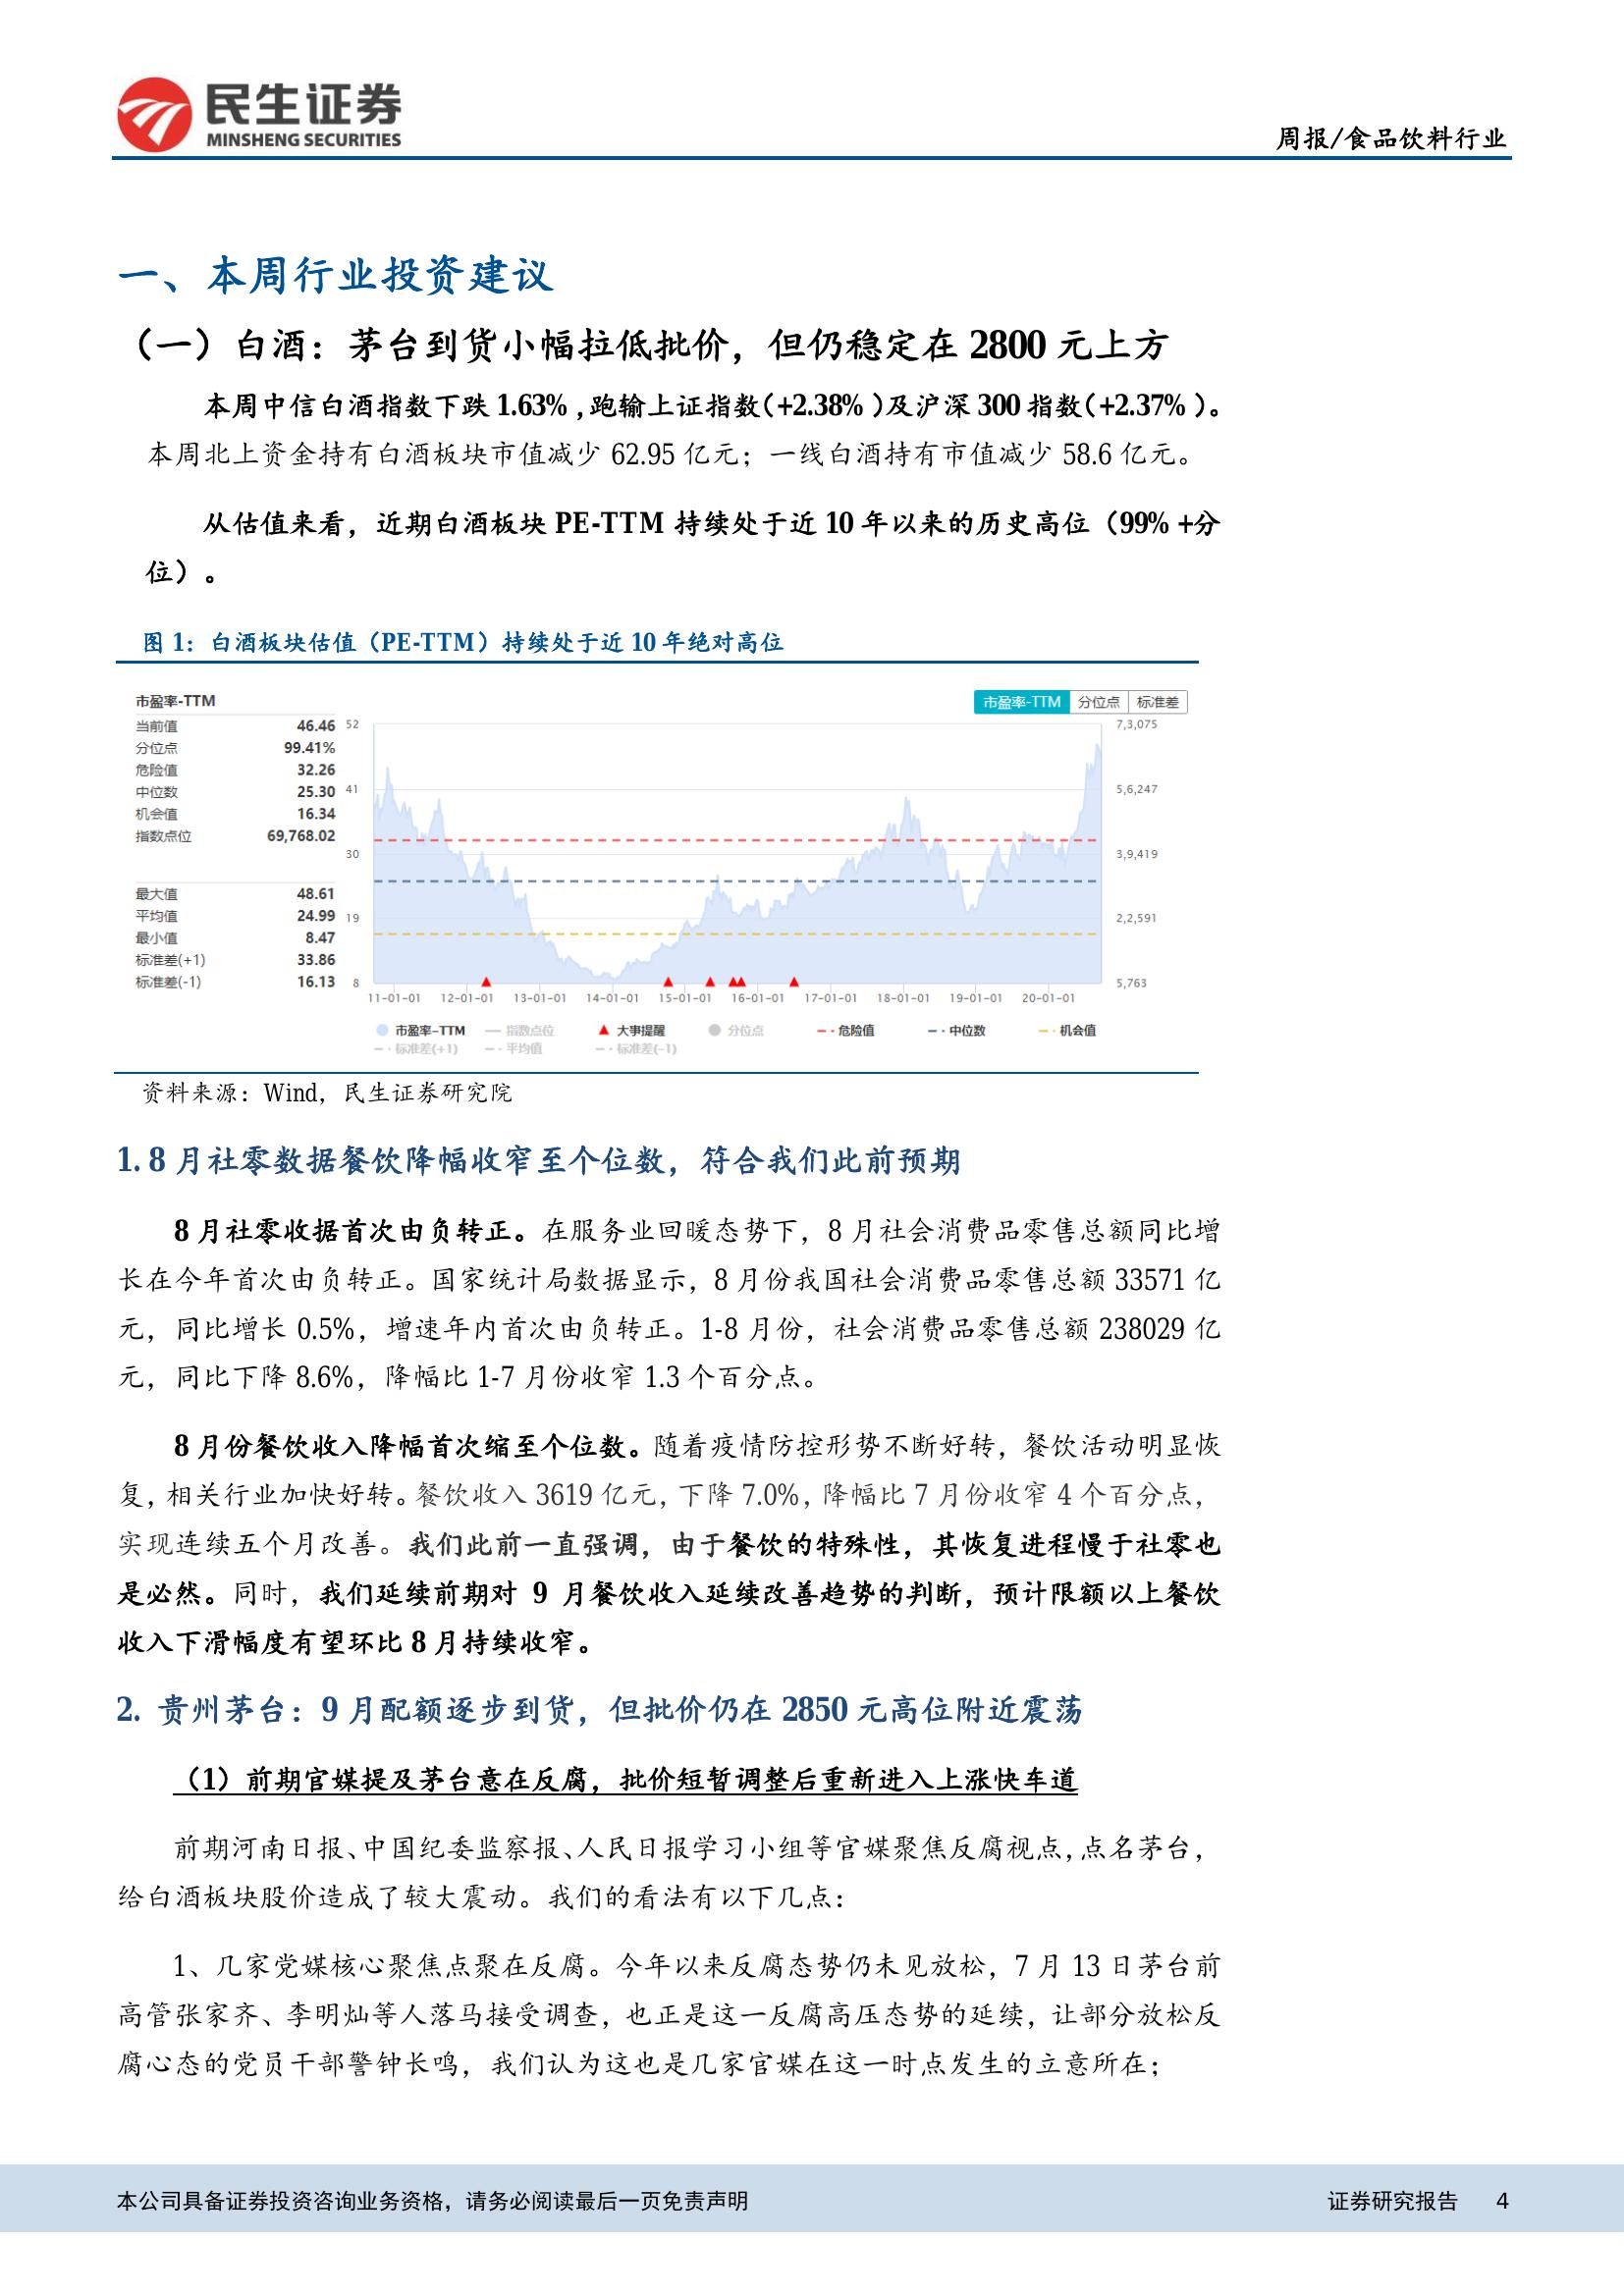 民生证券
MINSHENG SECURITIES
周报/食品饮料行业
一、本周行业投资建议
（一）白酒：茅台到货小幅拉低批价，但仍稳定在 2800 元上方
本周中信白酒指数下跌 1.63%，跑输上证指数（+2.38%）及沪深 300 指数（+2.37%）。
本周北上资金持有白酒板块市值减少 62.95 亿元；一线白酒持有市值减少 58.6 亿元。
从估值来看，近期白酒板块 PE-TTM 持续处于近 10 年以来的历史高位（99%+分
位）。
图 1：白酒板块估值（PE-TTM）持续处于近 10 年绝对高位
市盈率-TTM
当前值 46.46
分位点 99.41%
危险值 32.26
中位数 25.30
机会值 16.34
指数点位 69,768.02
最大值 48.61
平均值 24.99
最小值 8.47
标准差(+1) 33.86
标准差(-1) 16.13
市盈率-TTM 分位点 标准差
52 7,3,075
41 5,6,247
30 3,9,419
19 2,2,591
8 5,763
11-01-01 12-01-01 13-01-01 14-01-01 15-01-01 16-01-01 17-01-01 18-01-01 19-01-01 20-01-01
市盈率-TTM 指数点位 大事提醒 分位点 危险值 中位数 机会值
标准差(+1) 平均值 标准差(-1)
资料来源：Wind，民生证券研究院
1. 8 月社零数据餐饮降幅收窄至个位数，符合我们此前预期
8 月社零收据首次由负转正。在服务业回暖态势下，8 月社会消费品零售总额同比增
长在今年首次由负转正。国家统计局数据显示，8 月份我国社会消费品零售总额 33571 亿
元，同比增长 0.5%，增速年内首次由负转正。1-8 月份，社会消费品零售总额 238029 亿
元，同比下降 8.6%，降幅比 1-7 月份收窄 1.3 个百分点。
8 月份餐饮收入降幅首次缩至个位数。随着疫情防控形势不断好转，餐饮活动明显恢
复，相关行业加快好转。餐饮收入 3619 亿元，下降 7.0%，降幅比 7 月份收窄 4 个百分点，
实现连续五个月改善。我们此前一直强调，由于餐饮的特殊性，其恢复进程慢于社零也
是必然。同时，我们延续前期对 9 月餐饮收入延续改善趋势的判断，预计限额以上餐饮
收入下滑幅度有望环比 8 月持续收窄。
2. 贵州茅台：9 月配额逐步到货，但批价仍在 2850 元高位附近震荡
（1）前期官媒提及茅台意在反腐，批价短暂调整后重新进入上涨快车道
前期河南日报、中国纪委监察报、人民日报学习小组等官媒聚焦反腐视点，点名茅台，
给白酒板块股价造成了较大震动。我们的看法有以下几点：
1、几家党媒核心聚焦点聚在反腐。今年以来反腐态势仍未见放松，7 月 13 日茅台前
高管张家齐、李明灿等人落马接受调查，也正是这一反腐高压态势的延续，让部分放松反
腐心态的党员干部警钟长鸣，我们认为这也是几家官媒在这一时点发生的立意所在；
本公司具备证券投资咨询业务资格，请务必阅读最后一页免责声明
证券研究报告 4